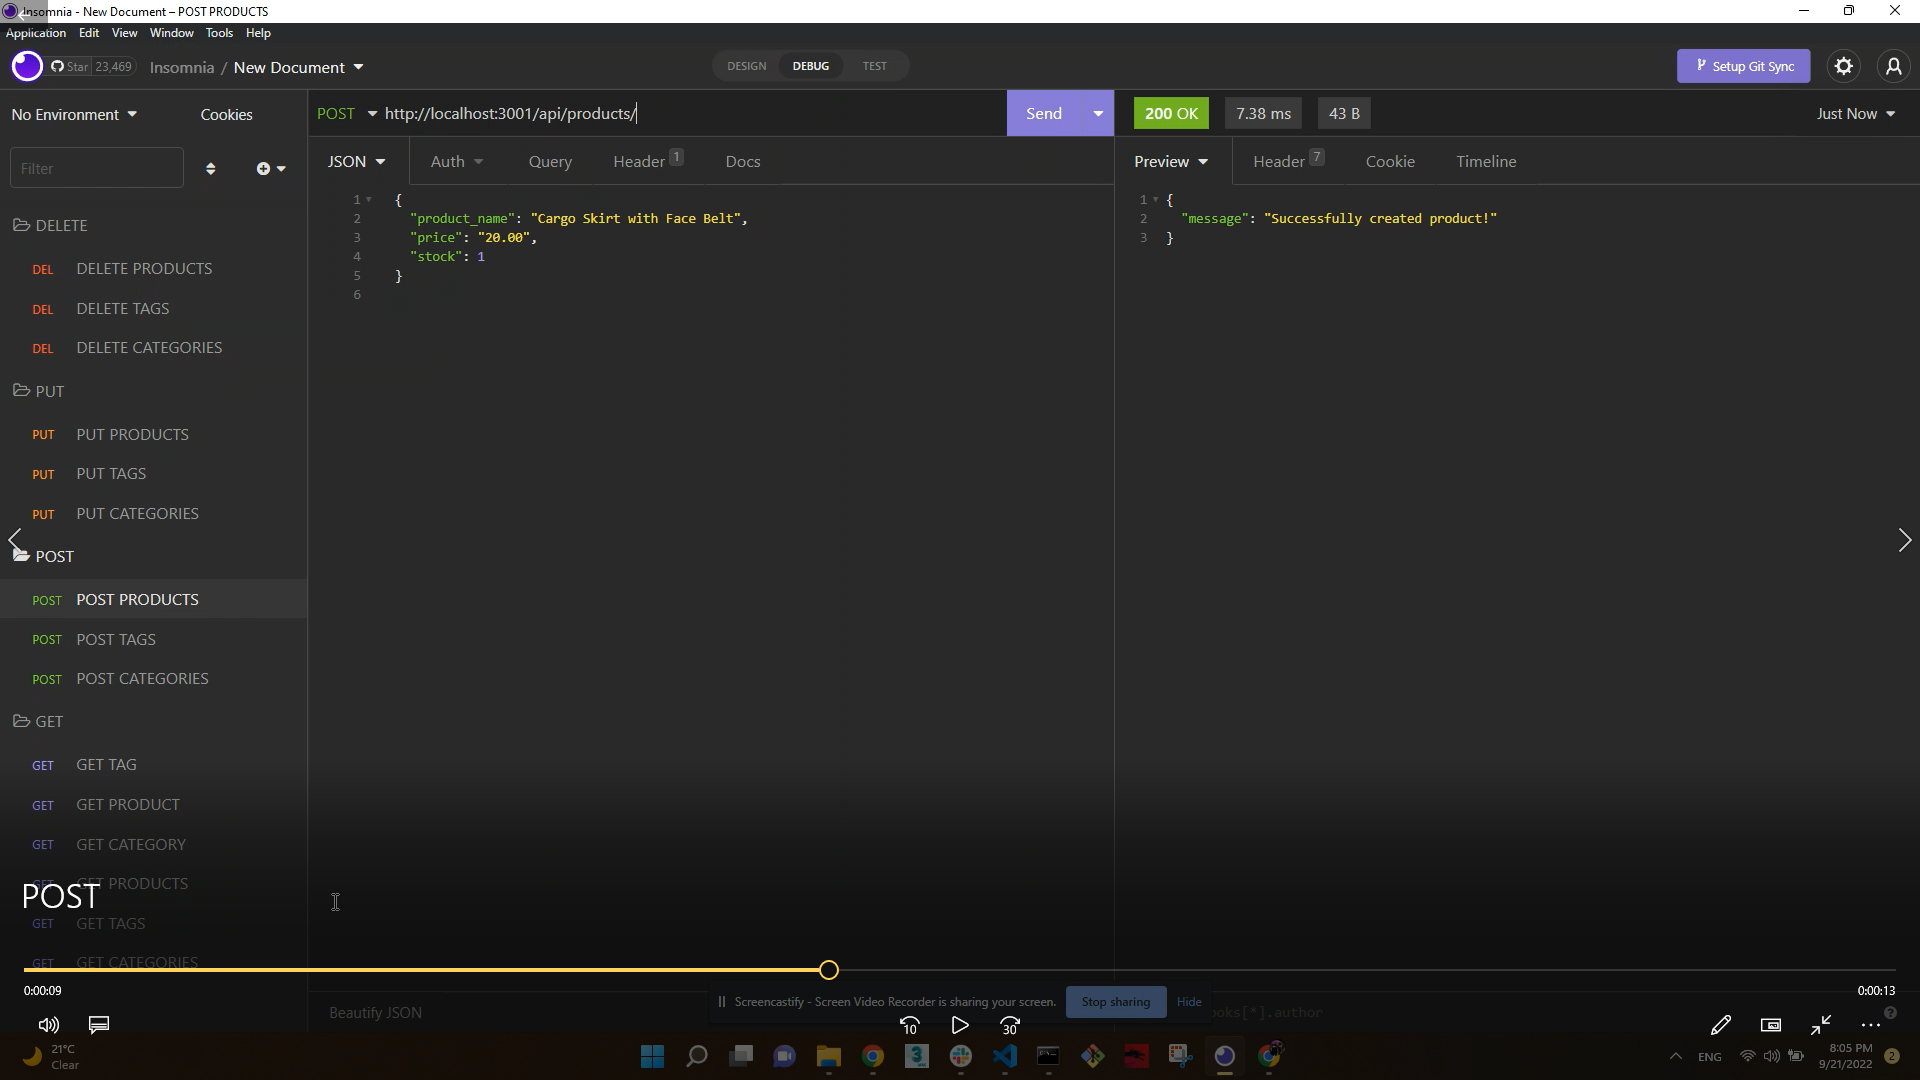 Insomnia - New Document – POST PRODUCTS
Application Edit View Window Tools Help
Star 23,469 Insomnia / New Document DESIGN DEBUG TEST Setup Git Sync
No Environment Cookies POST http://localhost:3001/api/products/ Send 200 OK 7.38 ms 43 B Just Now
Filter JSON Auth Query Header 1 Docs Preview Header 7 Cookie Timeline
1 {
2 "product_name": "Cargo Skirt with Face Belt",
3 "price": "20.00",
4 "stock": 1
5 }
6
1 {
2 "message": "Successfully created product!"
3 }
DELETE
DEL DELETE PRODUCTS
DEL DELETE TAGS
DEL DELETE CATEGORIES
PUT
PUT PUT PRODUCTS
PUT PUT TAGS
PUT PUT CATEGORIES
POST
POST POST PRODUCTS
POST POST TAGS
POST POST CATEGORIES
GET
GET GET TAG
GET GET PRODUCT
GET GET CATEGORY
GET GET PRODUCTS
POST
GET GET TAGS
GET GET CATEGORIES
0:00:09 0:00:13
Screencastify - Screen Video Recorder is sharing your screen. Stop sharing Hide
Beautify JSON ooks[*].author
10 30
21°C
Clear
ENG 8:05 PM
9/21/2022 2